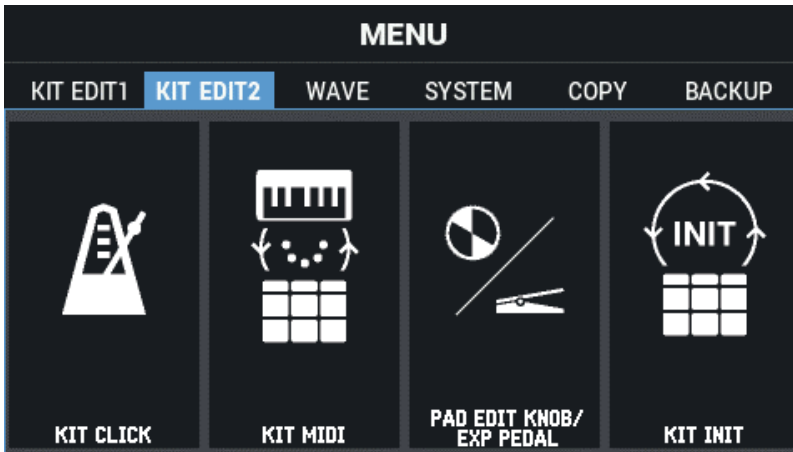 MENU
KIT EDIT1 KIT EDIT2 WAVE SYSTEM COPY BACKUP
INIT
KIT CLICK KIT MIDI PAD EDIT KNOB/ KIT INIT
EXP PEDAL